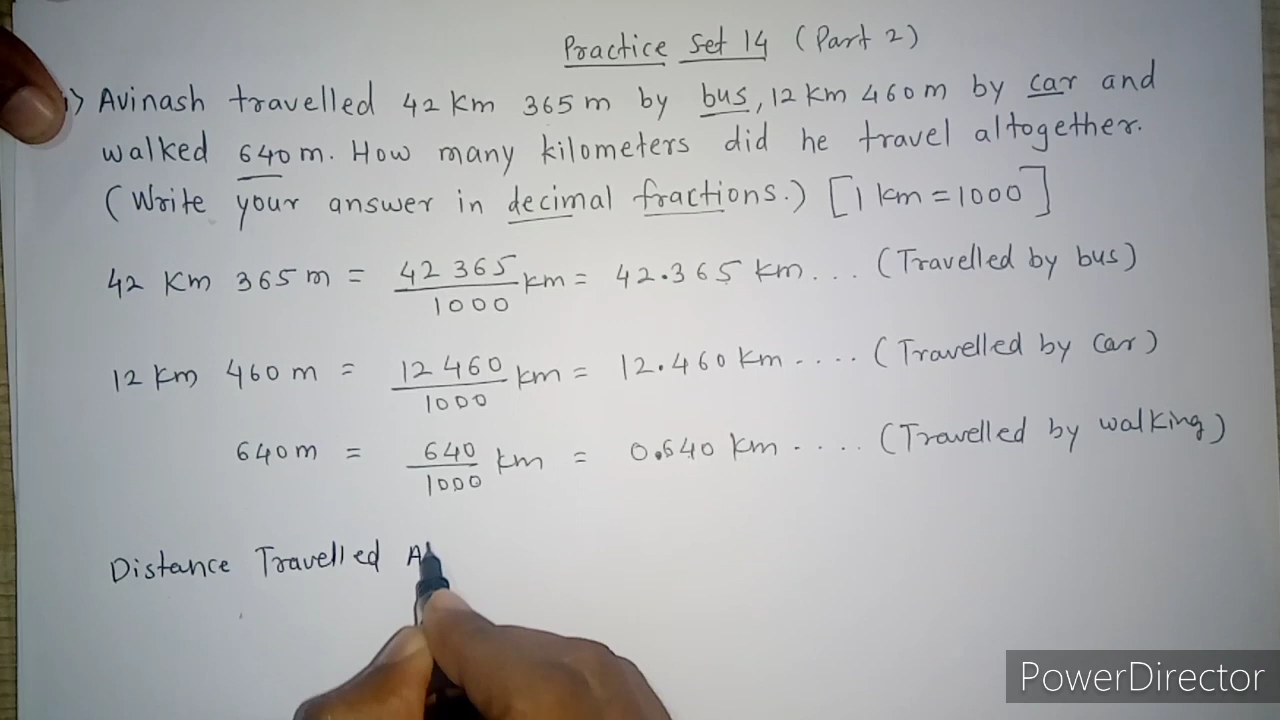 Practice Set 14 (Part 2)
1) Avinash travelled 42 Km 365 m by bus, 12 km 460 m by car and
walked 640 m. How many kilometers did he travel altogether.
(Write your answer in decimal fractions.) [1 km = 1000]
42 Km 365 m = 42365/1000 km = 42.365 km... (Travelled by bus)
12 km 460 m = 12460/1000 km = 12.460 km.... (Travelled by car)
640 m = 640/1000 km = 0.640 km..... (Travelled by walking)
Distance Travelled
PowerDirector